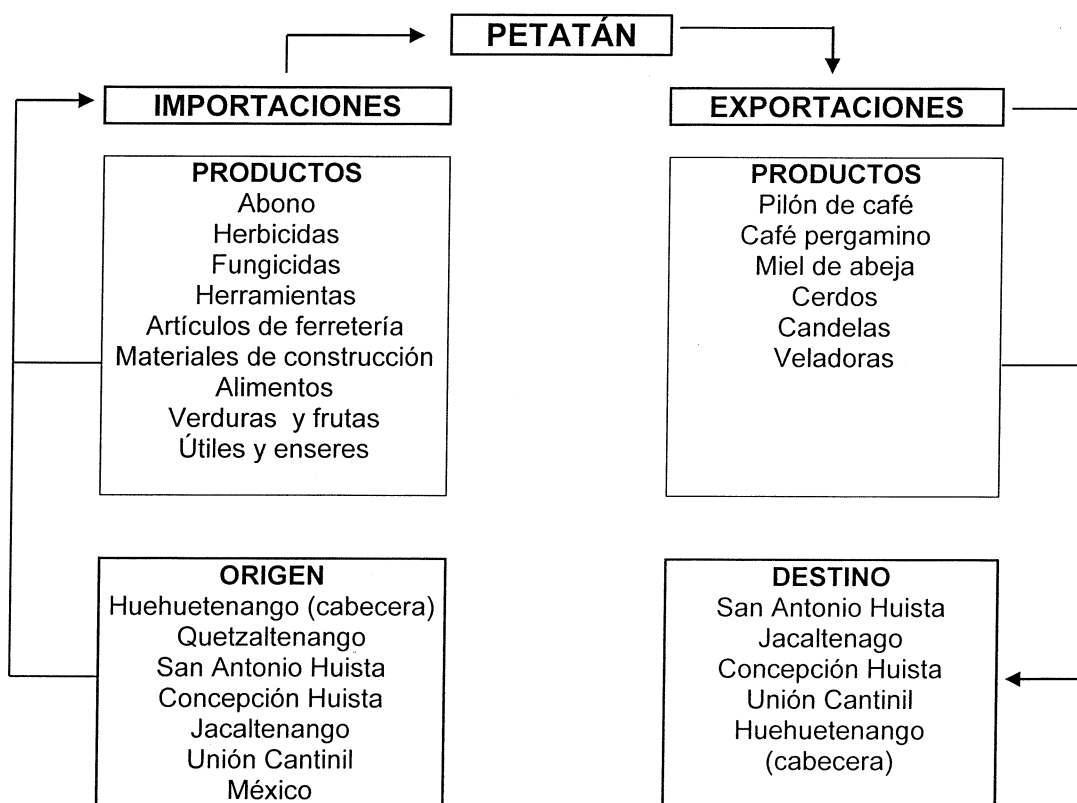 PETATÁN
IMPORTACIONES
EXPORTACIONES
PRODUCTOS
Abono
Herbicidas
Fungicidas
Herramientas
Artículos de ferretería
Materiales de construcción
Alimentos
Verduras y frutas
Útiles y enseres
PRODUCTOS
Pilón de café
Café pergamino
Miel de abeja
Cerdos
Candelas
Veladoras
ORIGEN
Huehuetenango (cabecera)
Quetzaltenango
San Antonio Huista
Concepción Huista
Jacaltenango
Unión Cantinil
México
DESTINO
San Antonio Huista
Jacaltenago
Concepción Huista
Unión Cantinil
Huehuetenango
(cabecera)